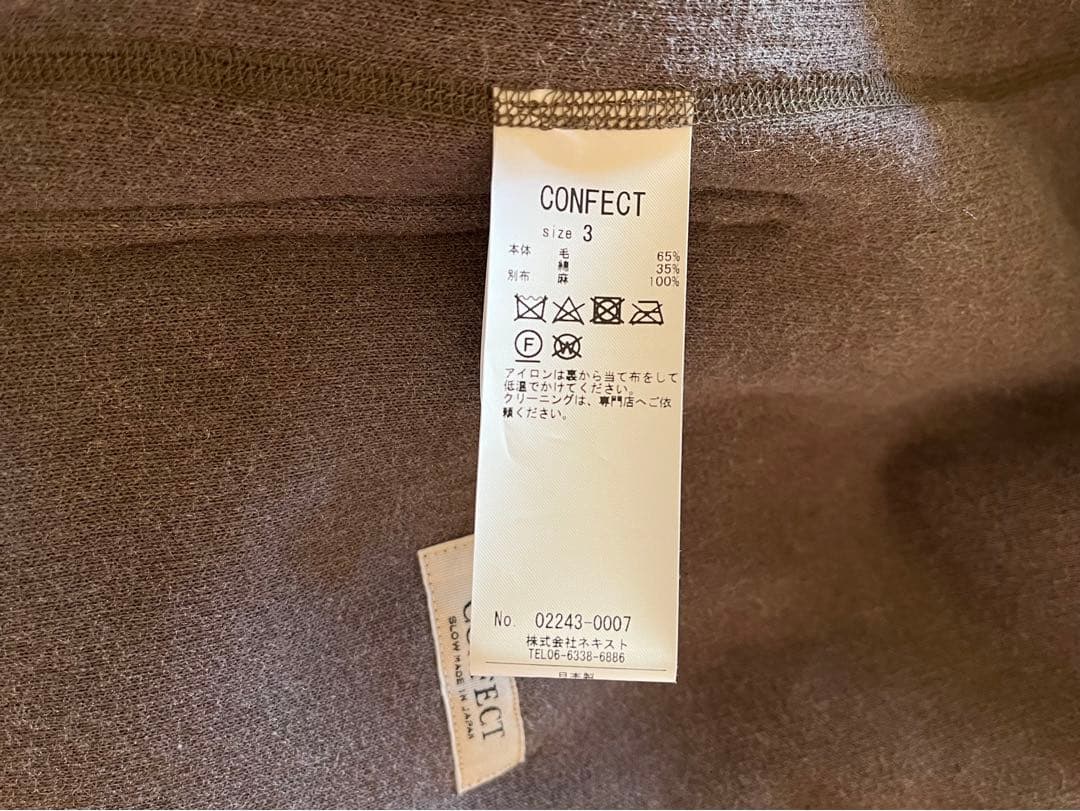 CONFECT
size 3
本体 毛 65%
綿 35%
別布 麻 100%
F
W
アイロンは裏から当て布をして
低温でかけてください。
クリーニングは、専門店へご依
頼ください。
No. 02243-0007
株式会社ネキスト
TEL06-6338-6886
日本製
SLOW MADE IN JAPAN